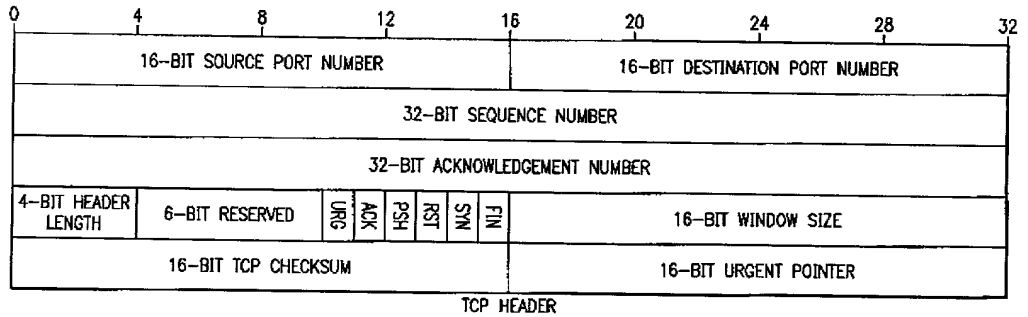 0 4 8 12 16 20 24 28 32
16-BIT SOURCE PORT NUMBER 16-BIT DESTINATION PORT NUMBER
32-BIT SEQUENCE NUMBER
32-BIT ACKNOWLEDGEMENT NUMBER
4-BIT HEADER
LENGTH
6-BIT RESERVED
URG
ACK
PSH
RST
SYN
FIN
16-BIT WINDOW SIZE
16-BIT TCP CHECKSUM 16-BIT URGENT POINTER
TCP HEADER